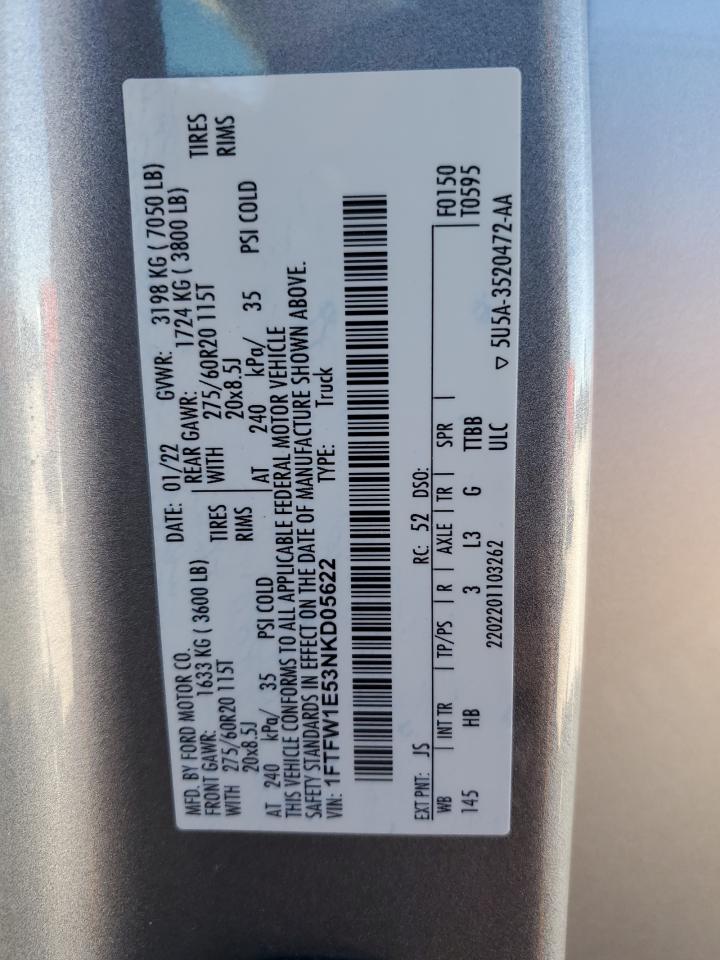 MFD. BY FORD MOTOR CO. DATE: 01/22 GVWR: 3198 KG ( 7050 LB)
FRONT GAWR: 1633 KG ( 3600 LB) REAR GAWR: 1724 KG ( 3800 LB)
WITH 275/60R20 115T TIRES WITH 275/60R20 115T TIRES
20x8.5J RIMS 20x8.5J RIMS
AT 240 kPa/ 35 PSI COLD AT 240 kPa/ 35 PSI COLD
THIS VEHICLE CONFORMS TO ALL APPLICABLE FEDERAL MOTOR VEHICLE
SAFETY STANDARDS IN EFFECT ON THE DATE OF MANUFACTURE SHOWN ABOVE.
VIN: 1FTFW1E53NKD05622 TYPE: Truck
EXT PNT: JS RC: 52 DSO: F0150
WB INT TR TP/PS R AXLE TR SPR T0595
145 HB 3 L3 G TTBB
2202201103262 ULC
▽ 5U5A-3520472-AA